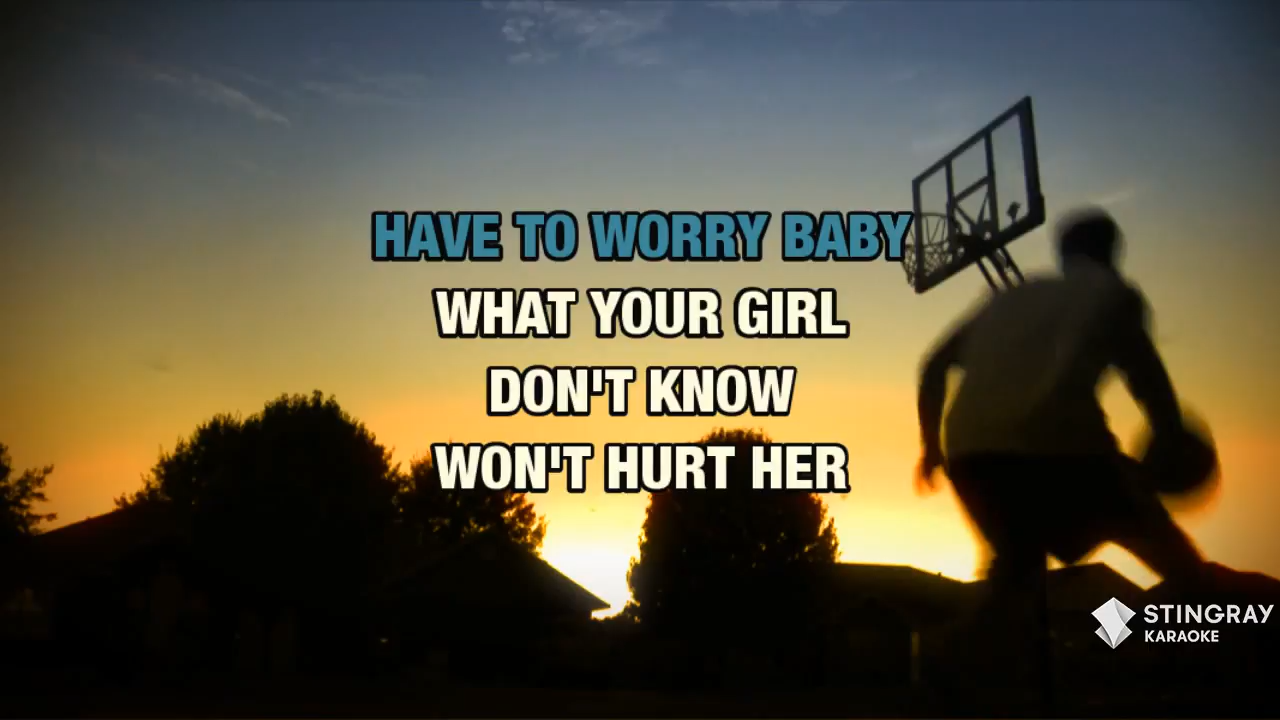 HAVE TO WORRY BABY
WHAT YOUR GIRL
DON'T KNOW
WON'T HURT HER
STINGRAY
KARAOKE